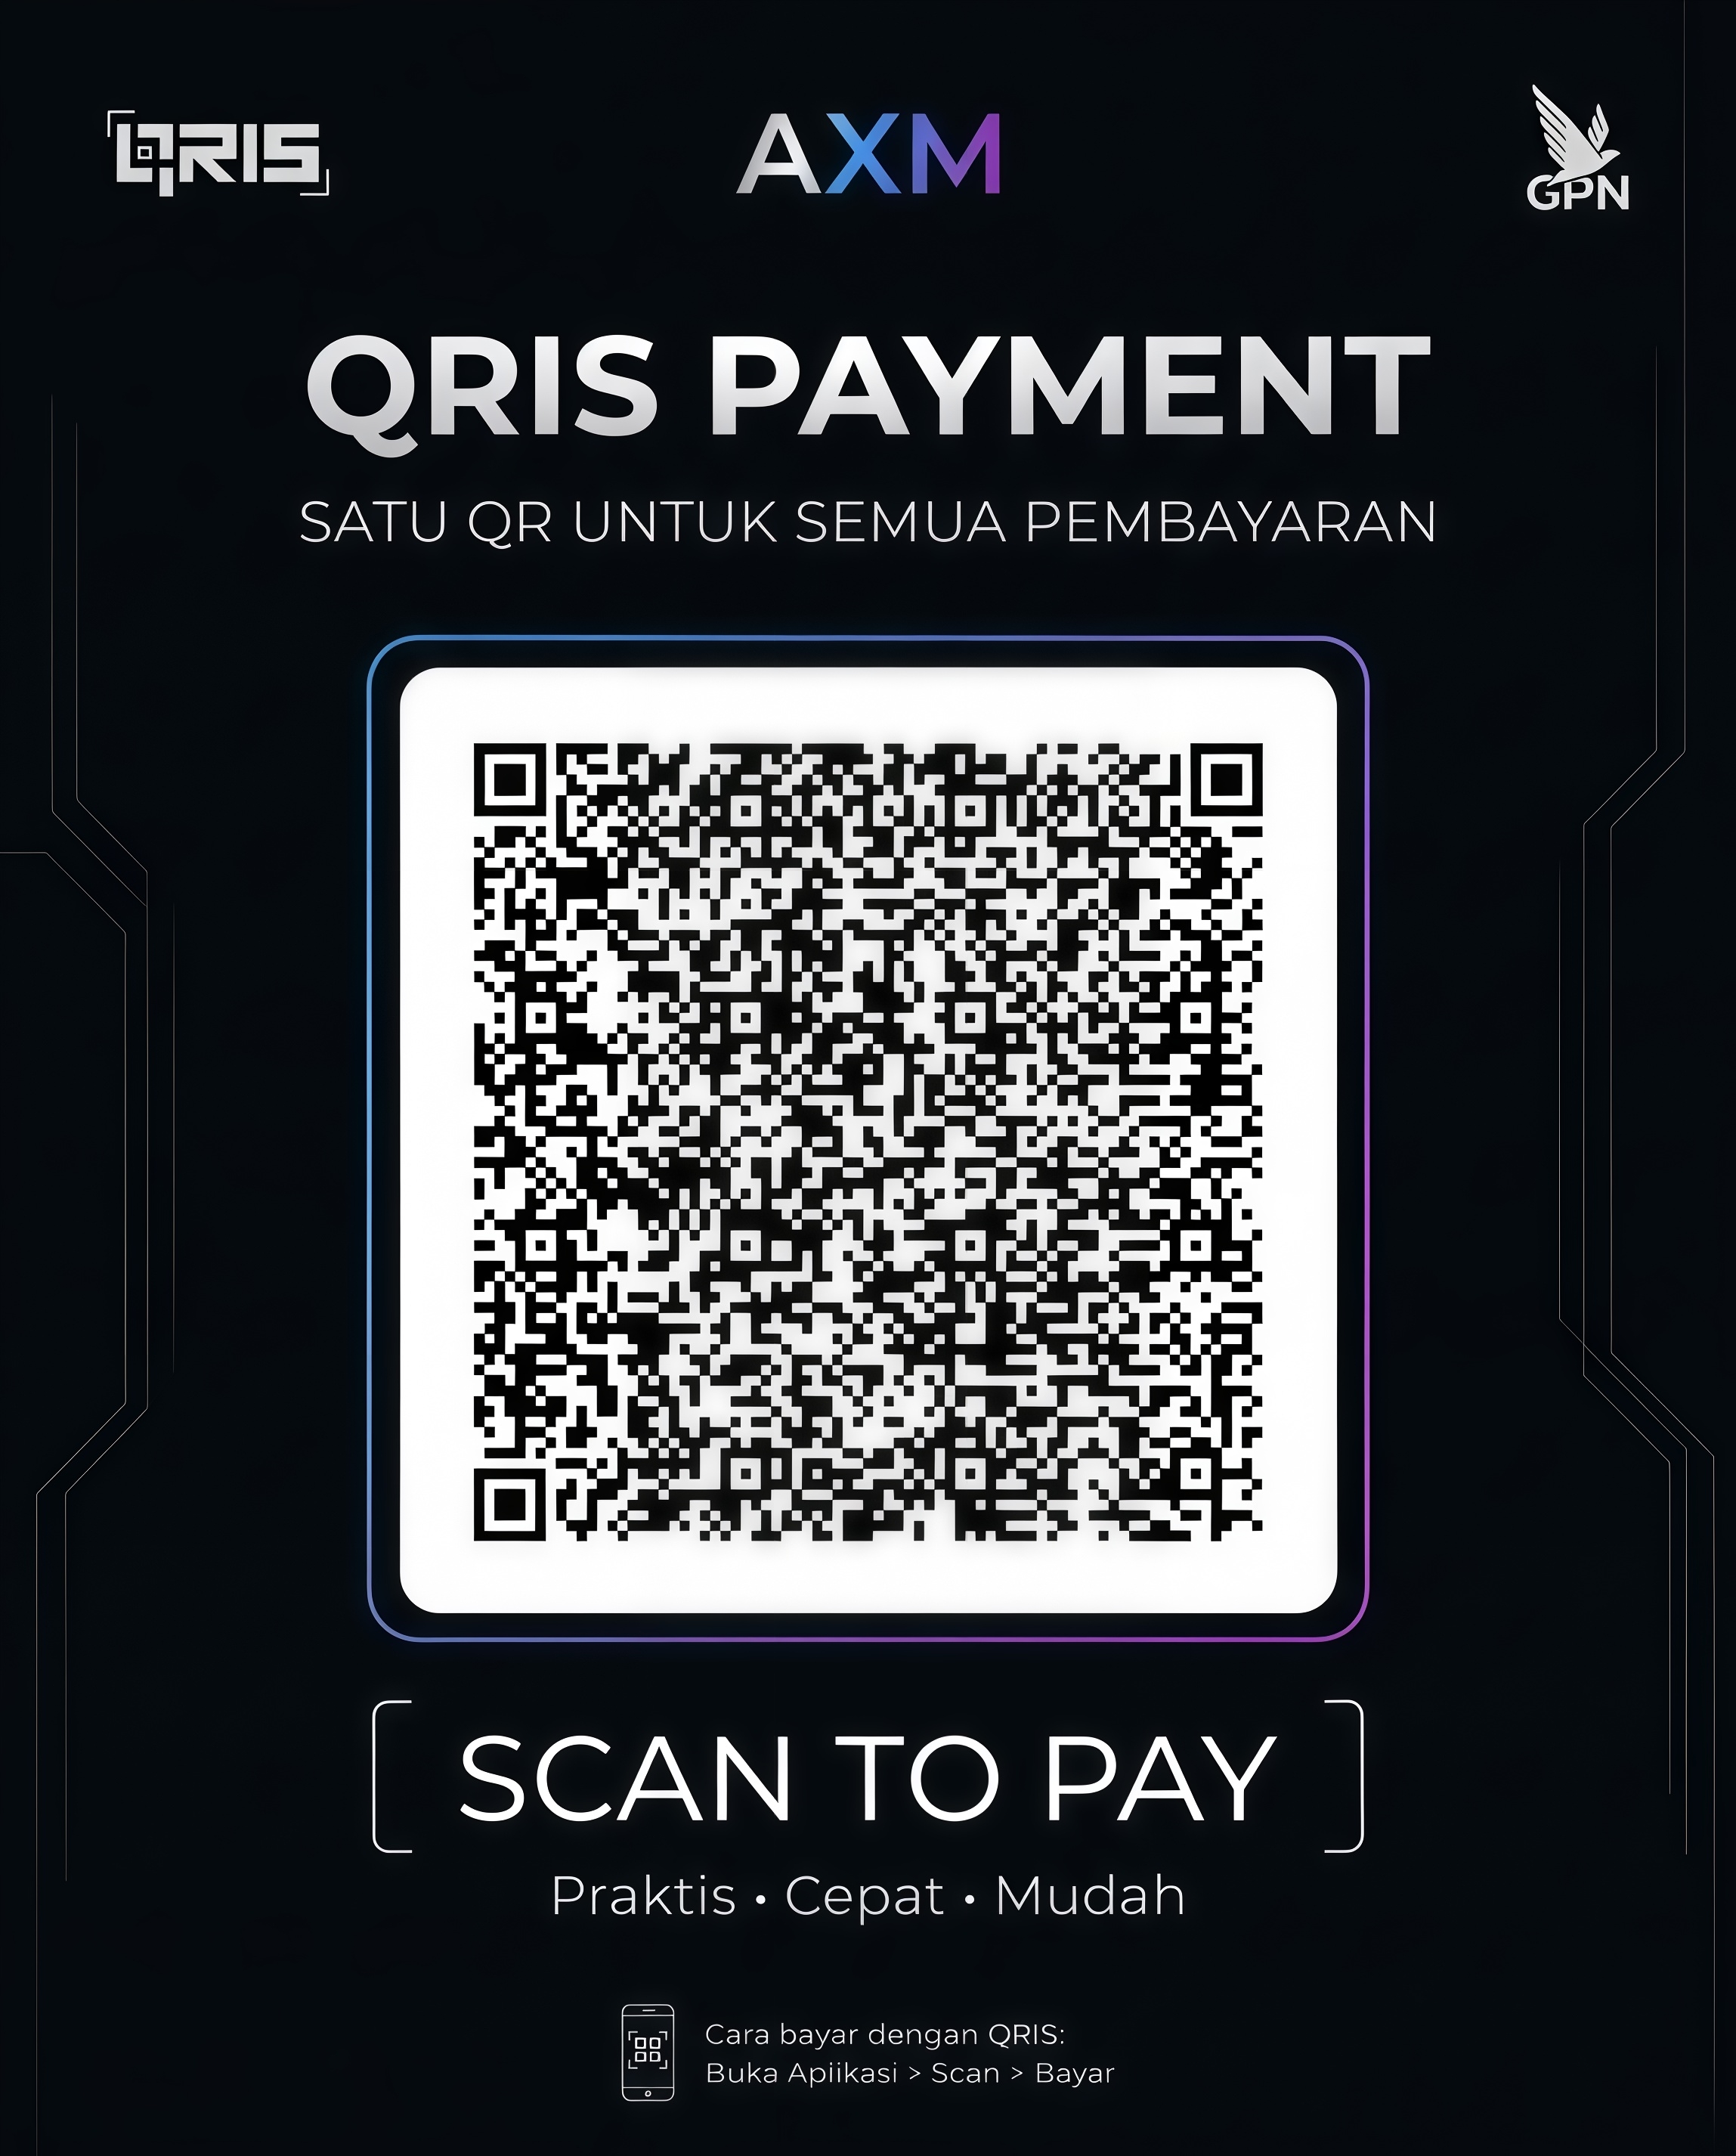 QRIS
AXM
GPN
QRIS PAYMENT
SATU QR UNTUK SEMUA PEMBAYARAN
SCAN TO PAY
Praktis • Cepat • Mudah
Cara bayar dengan QRIS:
Buka Apiikasi > Scan > Bayar